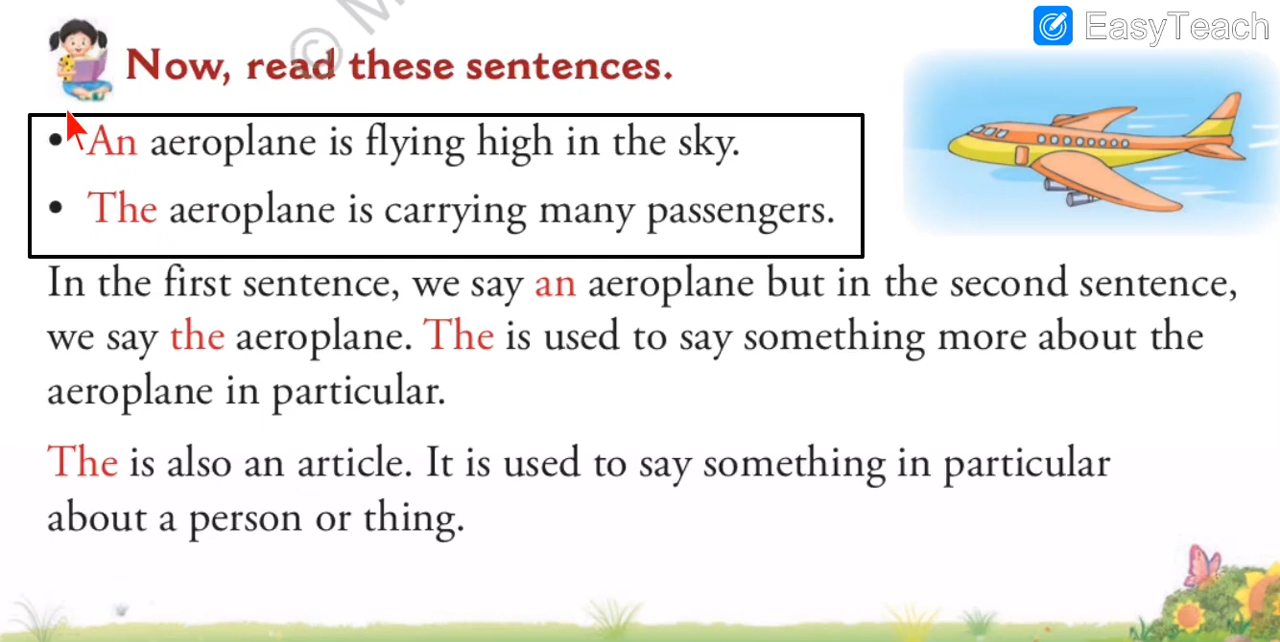 EasyTeach
© M
Now, read these sentences.
• An aeroplane is flying high in the sky.
• The aeroplane is carrying many passengers.
In the first sentence, we say an aeroplane but in the second sentence,
we say the aeroplane. The is used to say something more about the
aeroplane in particular.
The is also an article. It is used to say something in particular
about a person or thing.